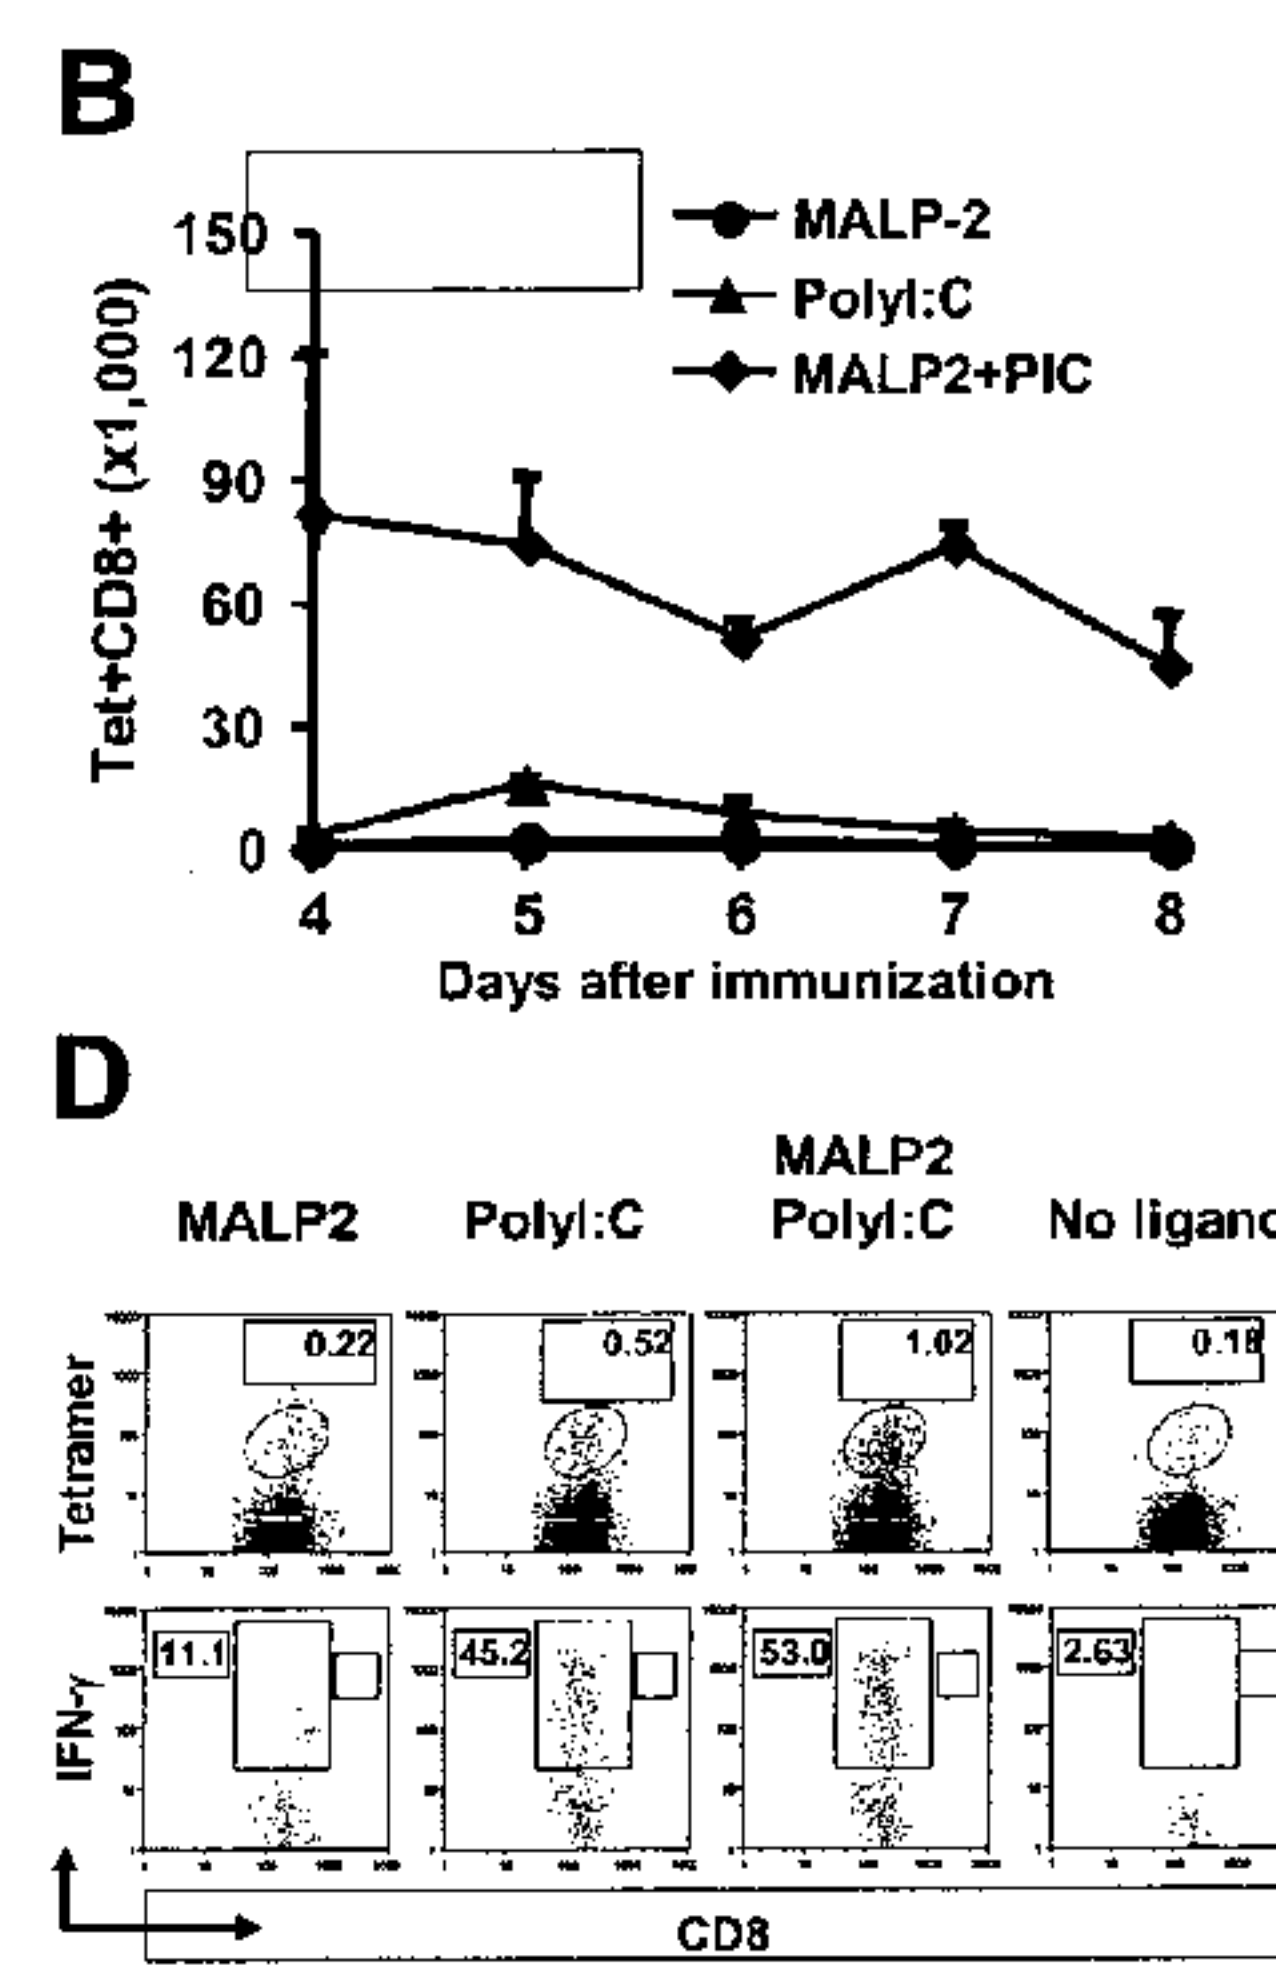 B
150
120
90
60
30
0
Tet+CD8+ (x1,000)
MALP-2
PolyI:C
MALP2+PIC
4 5 6 7 8
Days after immunization
D
MALP2
MALP2 PolyI:C MALP2 PolyI:C No ligand
Tetramer
0.22 0.52 1.02 0.18
IFN-γ
11.1 45.2 53.0 2.63
CD8